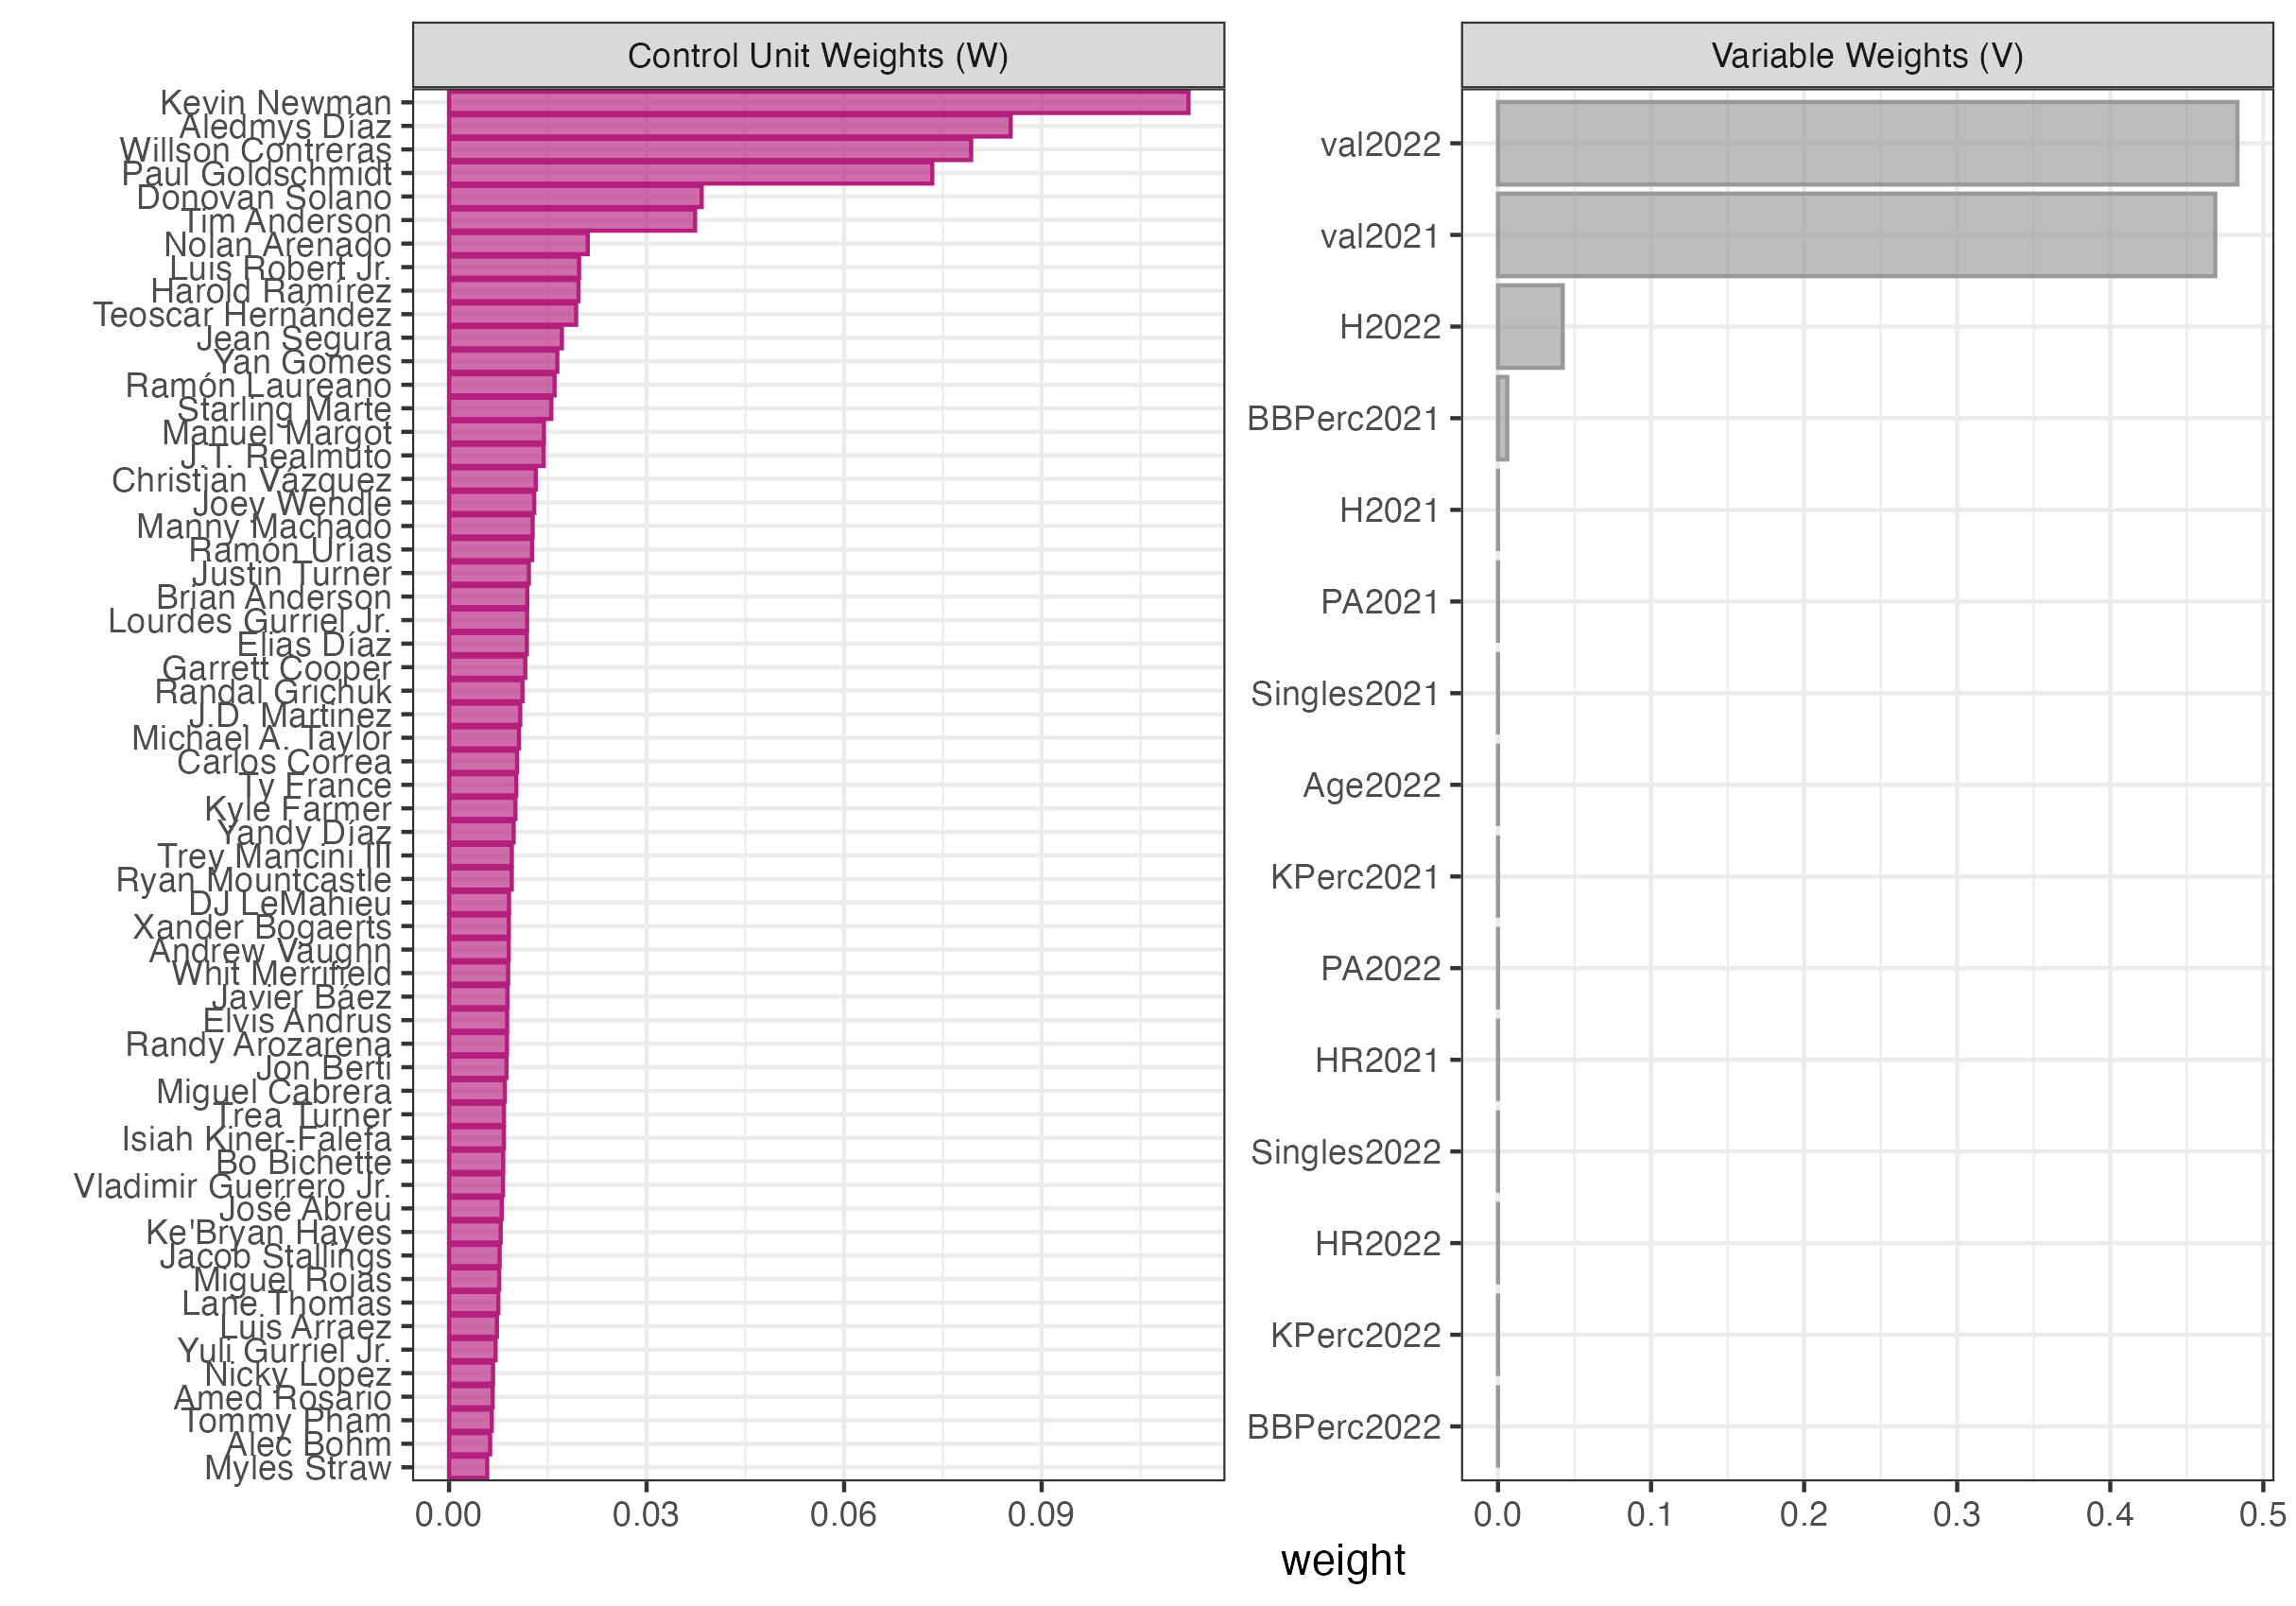 Control Unit Weights (W)
Kevin Newman
Aledmys Díaz
Willson Contreras
Paul Goldschmidt
Donovan Solano
Tim Anderson
Nolan Arenado
Luis Robert Jr.
Harold Ramírez
Teoscar Hernández
Jean Segura
Yan Gomes
Ramón Laureano
Starling Marte
Manuel Margot
J.T. Realmuto
Christian Vázquez
Joey Wendle
Manny Machado
Ramón Urías
Justin Turner
Brian Anderson
Lourdes Gurriel Jr.
Elias Díaz
Garrett Cooper
Randal Grichuk
J.D. Martinez
Michael A. Taylor
Carlos Correa
Ty France
Kyle Farmer
Yandy Díaz
Trey Mancini III
Ryan Mountcastle
DJ LeMahieu
Xander Bogaerts
Andrew Vaughn
Whit Merrifield
Javier Báez
Elvis Andrus
Randy Arozarena
Jon Berti
Miguel Cabrera
Trea Turner
Isiah Kiner-Falefa
Bo Bichette
Vladimir Guerrero Jr.
José Abreu
Ke'Bryan Hayes
Jacob Stallings
Miguel Rojas
Lane Thomas
Luis Arraez
Yuli Gurriel Jr.
Nicky Lopez
Amed Rosario
Tommy Pham
Alec Bohm
Myles Straw
0.00 0.03 0.06 0.09
Variable Weights (V)
val2022
val2021
H2022
BBPerc2021
H2021
PA2021
Singles2021
Age2022
KPerc2021
PA2022
HR2021
Singles2022
HR2022
KPerc2022
BBPerc2022
0.0 0.1 0.2 0.3 0.4 0.5
weight